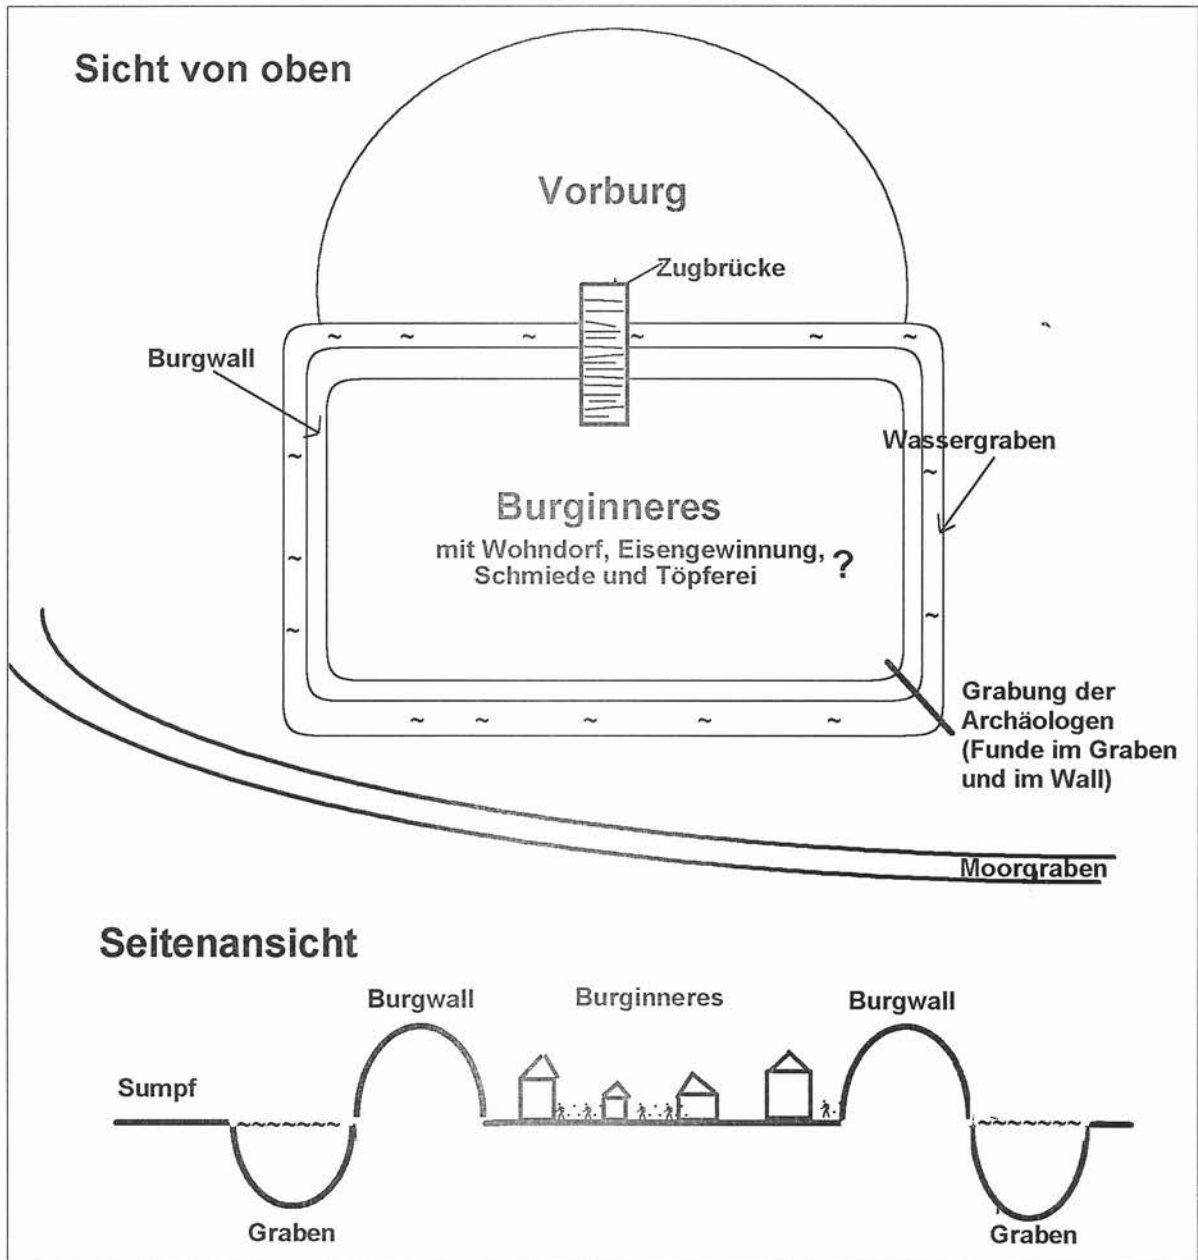 Sicht von oben
Vorburg
Zugbrücke
Burgwall
Wassergraben
Burginneres
mit Wohndorf, Eisengewinnung,
Schmiede und Töpferei ?
Grabung der
Archäologen
(Funde im Graben
und im Wall)
Moorgraben
Seitenansicht
Burgwall
Burginneres
Burgwall
Sumpf
Graben
Graben